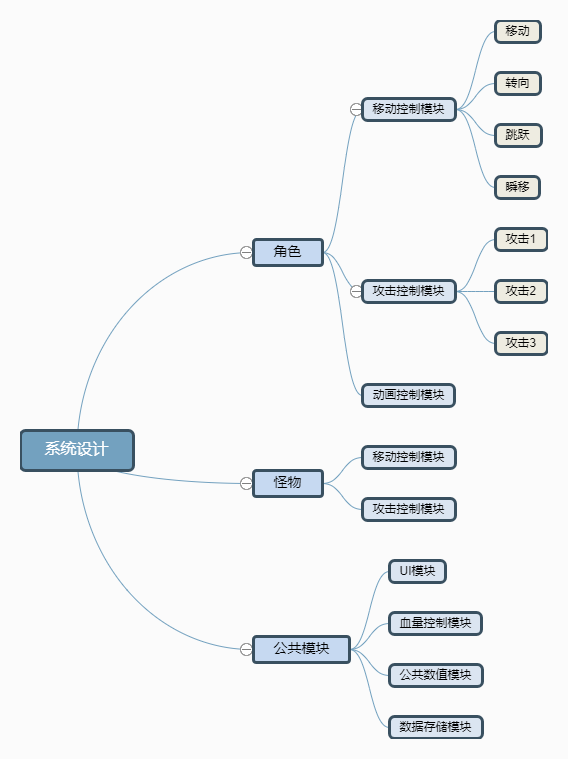 系统设计
角色
移动控制模块
移动
转向
跳跃
瞬移
攻击控制模块
攻击1
攻击2
攻击3
动画控制模块
怪物
移动控制模块
攻击控制模块
公共模块
UI模块
血量控制模块
公共数值模块
数据存储模块